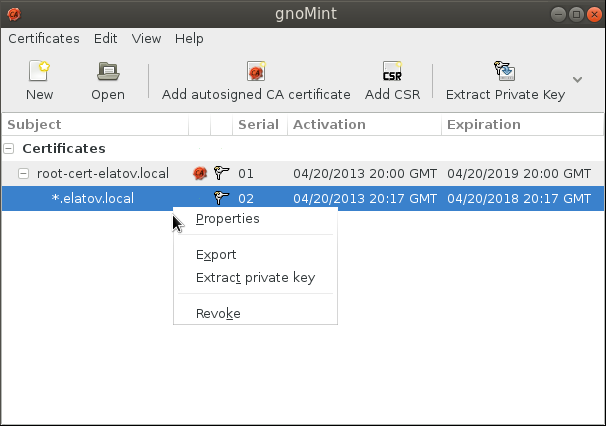 gnoMint
Certificates Edit View Help
New Open Add autosigned CA certificate Add CSR Extract Private Key
CSR
Subject Serial Activation Expiration
Certificates
root-cert-elatov.local 01 04/20/2013 20:00 GMT 04/20/2019 20:00 GMT
*.elatov.local 02 04/20/2013 20:17 GMT 04/20/2018 20:17 GMT
Properties
Export
Extract private key
Revoke